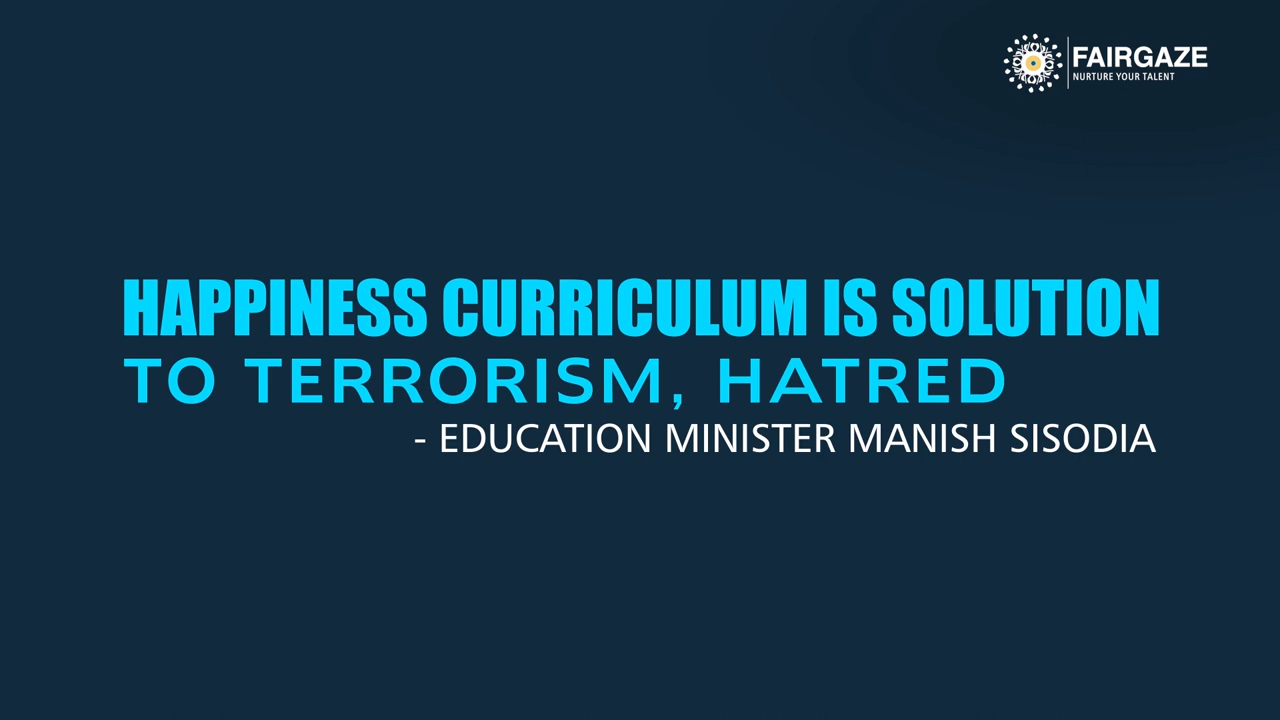 FAIRGAZE
NURTURE YOUR TALENT
HAPPINESS CURRICULUM IS SOLUTION
TO TERRORISM, HATRED
- EDUCATION MINISTER MANISH SISODIA